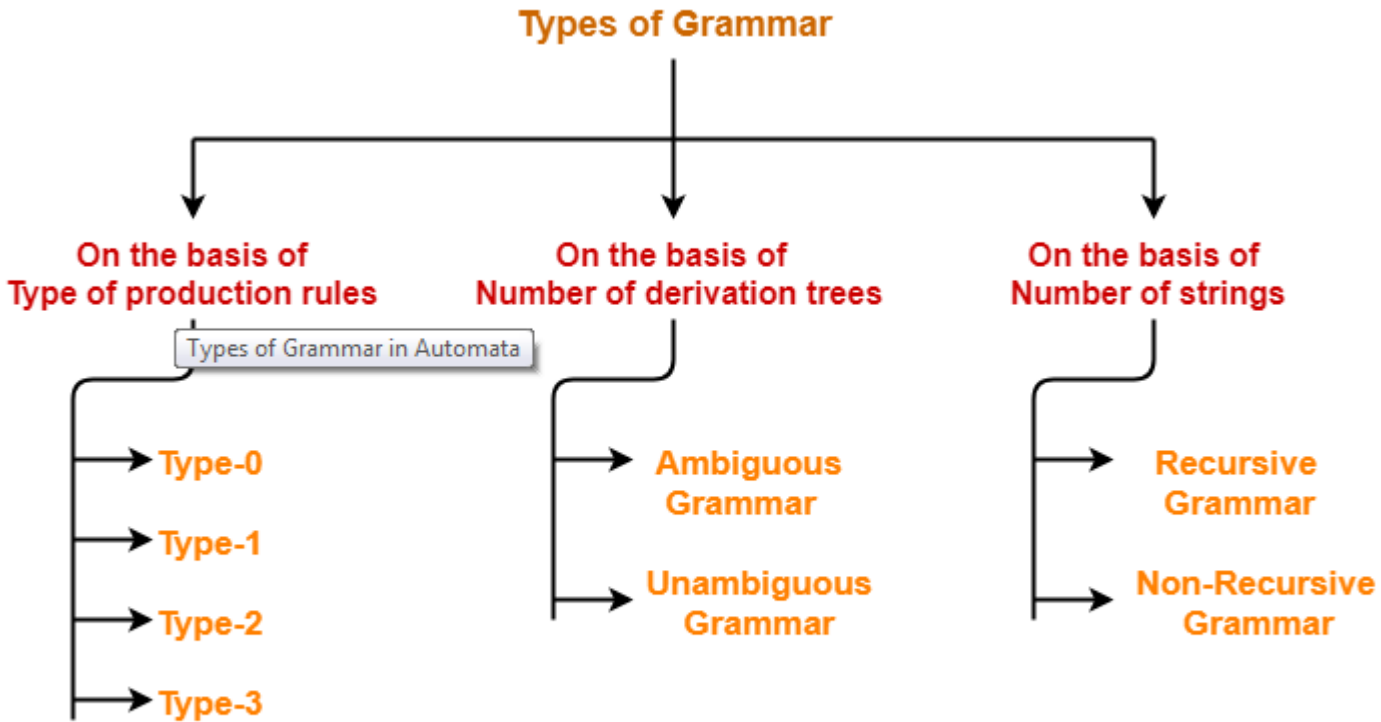 Types of Grammar
On the basis of
Type of production rules
On the basis of
Number of derivation trees
On the basis of
Number of strings
Types of Grammar in Automata
Type-0
Type-1
Type-2
Type-3
Ambiguous
Grammar
Unambiguous
Grammar
Recursive
Grammar
Non-Recursive
Grammar